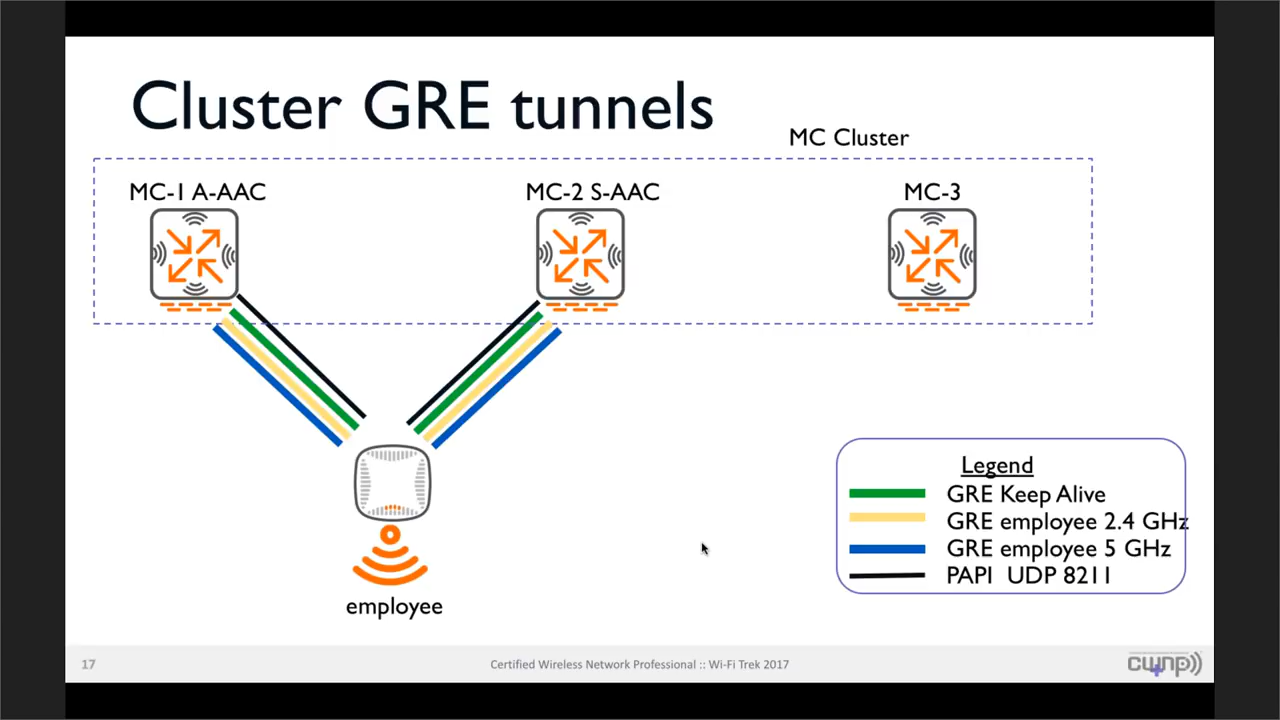 Cluster GRE tunnels
MC Cluster
MC-1 A-AAC
MC-2 S-AAC
MC-3
employee
Legend
GRE Keep Alive
GRE employee 2.4 GHz
GRE employee 5 GHz
PAPI UDP 8211
17
Certified Wireless Network Professional :: Wi-Fi Trek 2017
cwnp